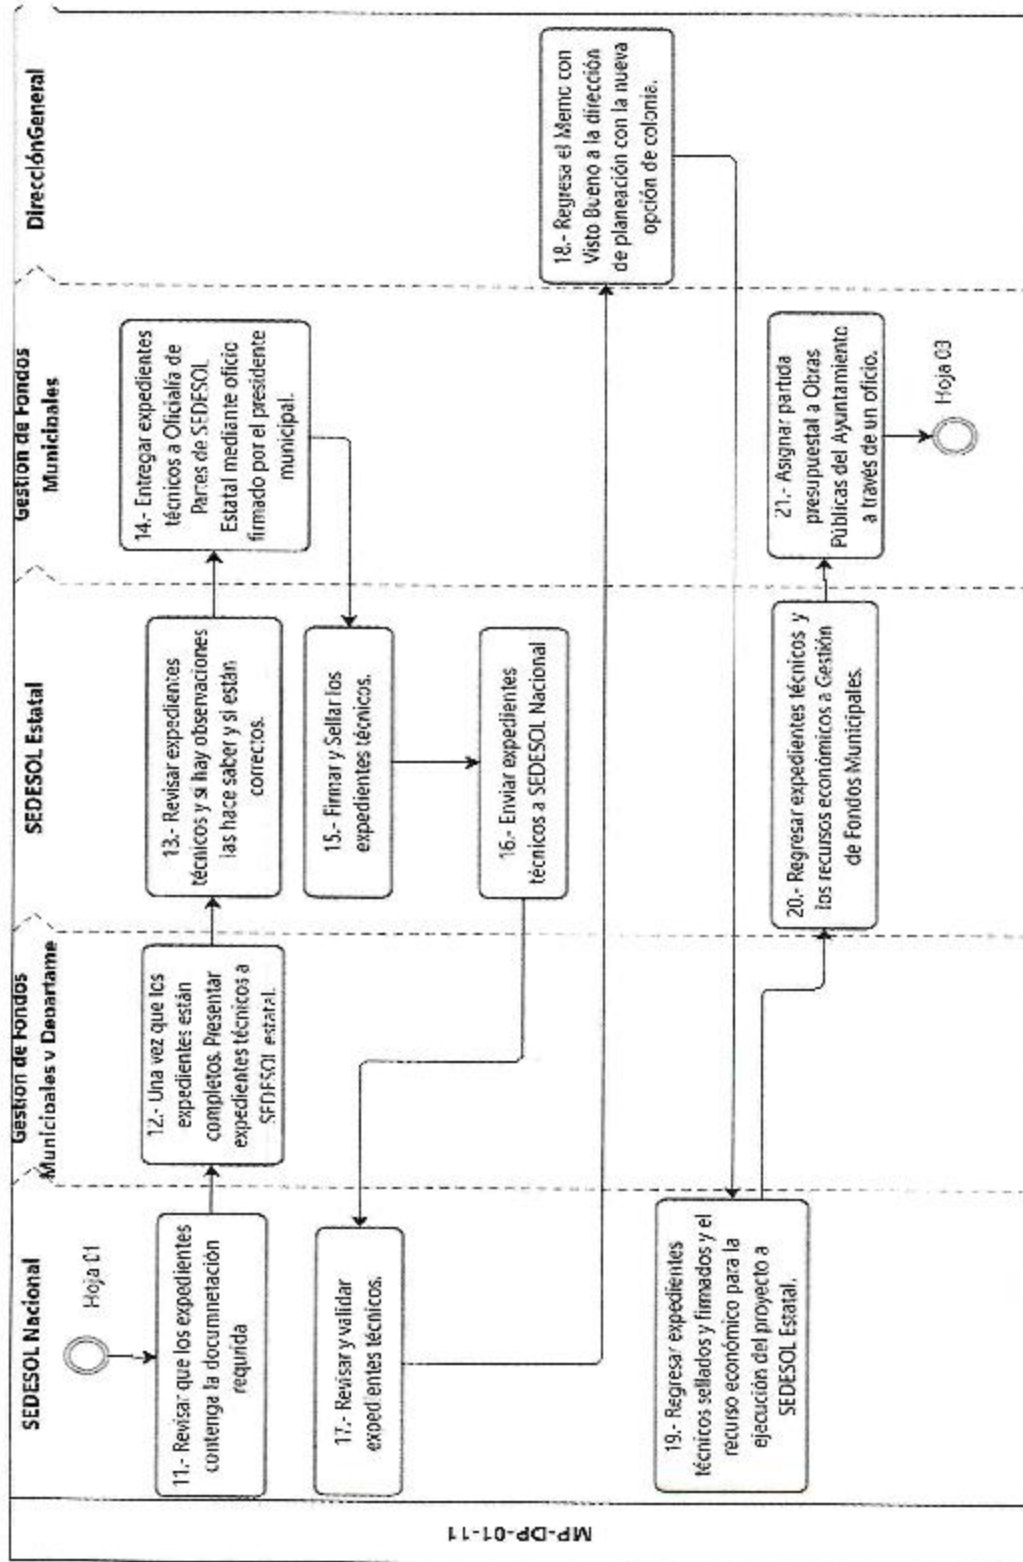 MP-DP-01-11
SEDESOL Nacional
Gestión de Fondos
Municipales y Departame
SEDESOL Estatal
Gestión de Fondos
Municipales
DirecciónGeneral
Hoja 01
11.- Revisar que los expedientes
contenga la documnetación
requrida
12.- Una vez que los
expedientes están
completos. Presentar
expedientes técnicos a
SEDESOL estatal.
13.- Revisar expedientes
técnicos y si hay observaciones
las hace saber y si están
correctos.
14.- Entregar expedientes
técnicos a Oficialía de
Partes de SEDESOL
Estatal mediante oficio
firmado por el presidente
municipal.
15.- Firmar y Sellar los
expedientes técnicos.
16.- Enviar expedientes
técnicos a SEDESOL Nacional
17.- Revisar y validar
expedientes técnicos.
18.- Regresa el Memo con
Visto Bueno a la dirección
de planeación con la nueva
opción de colonia.
19.- Regresar expedientes
técnicos sellados y firmados y el
recurso económico para la
ejecución del proyecto a
SEDESOL Estatal.
20.- Regresar expedientes técnicos y
los recursos económicos a Gestión
de Fondos Municipales.
21.- Asignar partida
presupuestal a Obras
Públicas del Ayuntamiento
a través de un oficio.
Hoja 03